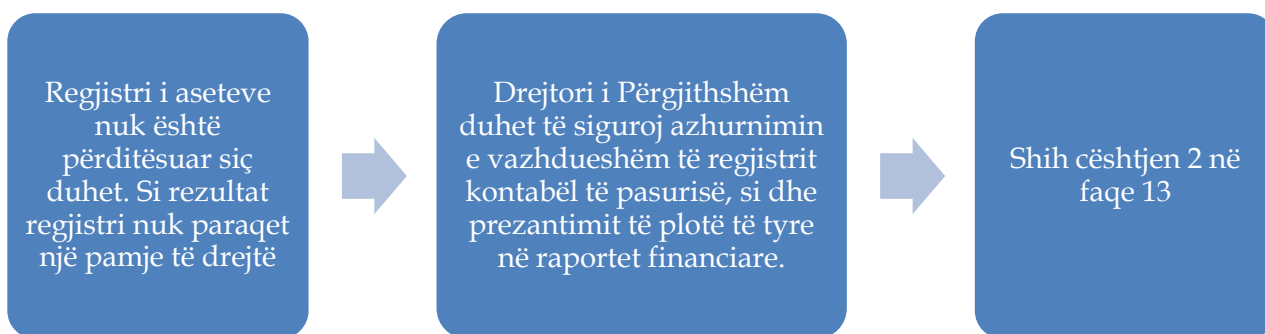 Regjistri i aseteve
nuk është
përditësuar siç
duhet. Si rezultat
regjistri nuk paraqet
një pamje të drejtë
Drejtori i Përgjithshëm
duhet të siguroj azhurnimin
e vazhdueshëm të regjistrit
kontabël të pasurisë, si dhe
prezantimit të plotë të tyre
në raportet financiare.
Shih cështjen 2 në
faqe 13